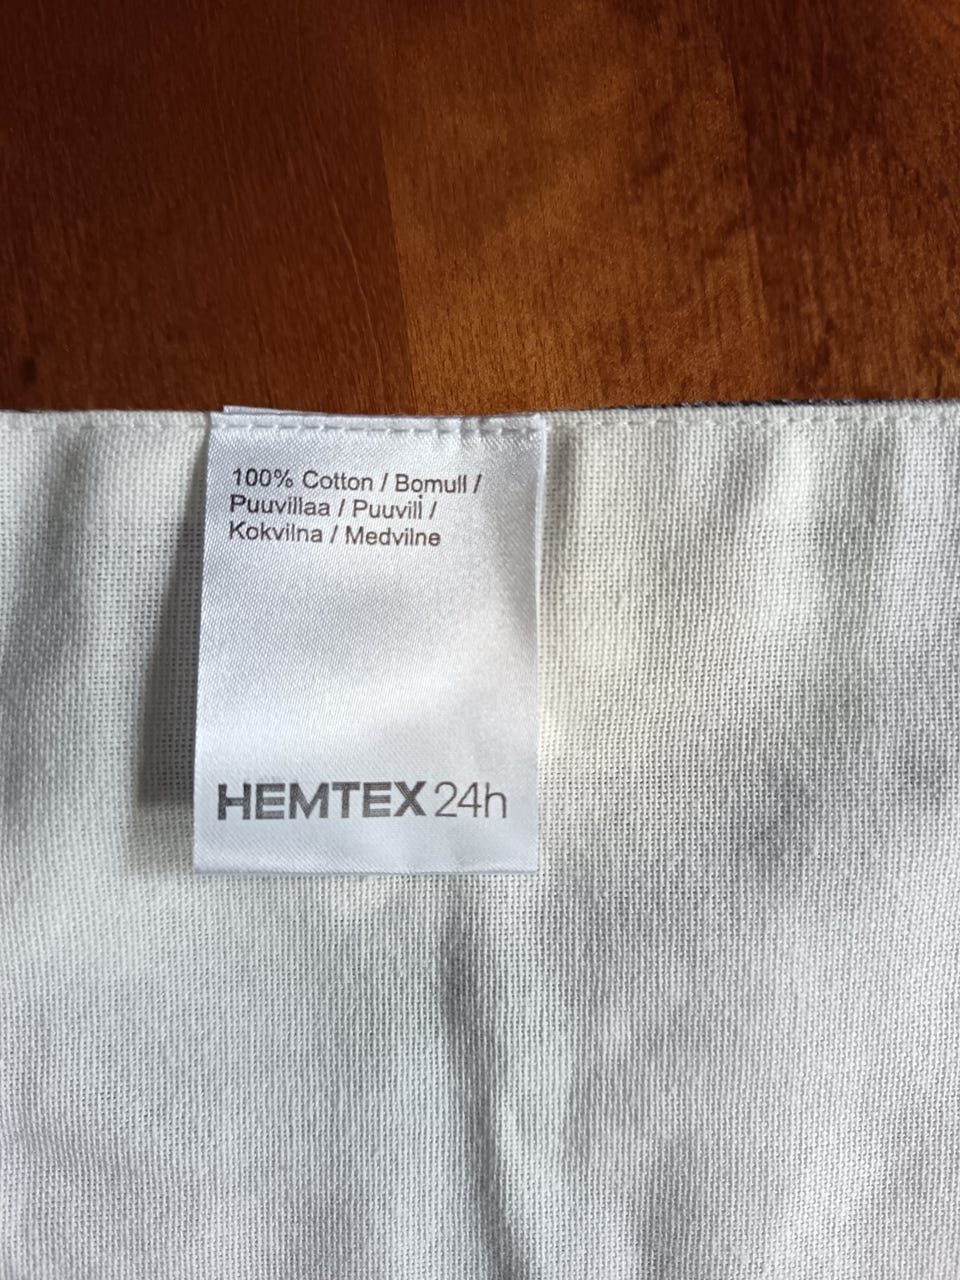 100% Cotton / Bomull /
Puuvillaa / Puuvill /
Kokvilna / Medvilne
HEMTEX 24h